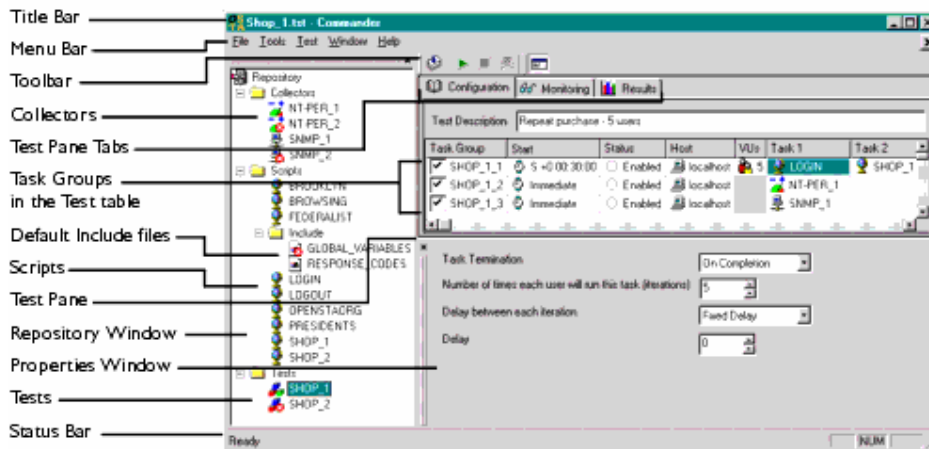 Title Bar
Menu Bar
Toolbar
Collectors
Test Pane Tabs
Task Groups
in the Test table
Default Include files
Scripts
Test Pane
Repository Window
Properties Window
Tests
Status Bar
Shop_1.tst - Commander
File Tools Test Window Help
Repository
Collectors
NT-PER_1
NT-PER_2
SNMP_1
SNMP_2
Scripts
BROOKLYN
BROWSING
FEDERALIST
Include
GLOBAL_VARIABLES
RESPONSE_CODES
LOGIN
LOGOUT
OPENSTAORG
PRESIDENTS
SHOP_1
SHOP_2
Tests
SHOP_1
SHOP_2
Configuration Monitoring Results
Test Description Repeat purchase - 5 users
Task Group Start Status Host VUs Task 1 Task 2
SHOP_1_1 S +0 00:30:00 Enabled localhost 5 LOGIN SHOP_1
SHOP_1_2 Immediate Enabled localhost NT-PER_1
SHOP_1_3 Immediate Enabled localhost SNMP_1
Task Termination On Completion
Number of times each user will run this task (iterations) 5
Delay between each iteration Fixed Delay
Delay 0
Ready NUM